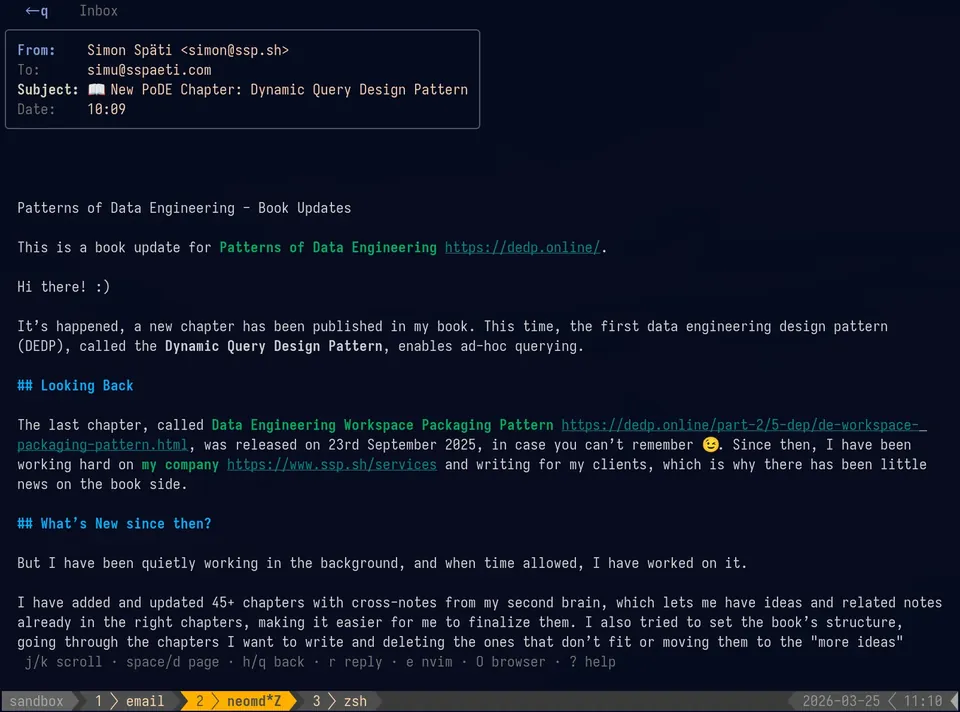 ←q Inbox
From: Simon Späti <simon@ssp.sh>
To: simu@sspaeti.com
Subject: 📖 New PoDE Chapter: Dynamic Query Design Pattern
Date: 10:09
Patterns of Data Engineering - Book Updates
This is a book update for Patterns of Data Engineering https://dedp.online/.
Hi there! :)
It’s happened, a new chapter has been published in my book. This time, the first data engineering design pattern
(DEDP), called the Dynamic Query Design Pattern, enables ad-hoc querying.
## Looking Back
The last chapter, called Data Engineering Workspace Packaging Pattern https://dedp.online/part-2/5-dep/de-workspace-_
packaging-pattern.html, was released on 23rd September 2025, in case you can’t remember 😉. Since then, I have been
working hard on my company https://www.ssp.sh/services and writing for my clients, which is why there has been little
news on the book side.
## What’s New since then?
But I have been quietly working in the background, and when time allowed, I have worked on it.
I have added and updated 45+ chapters with cross-notes from my second brain, which lets me have ideas and related notes
already in the right chapters, making it easier for me to finalize them. I also tried to set the book’s structure,
going through the chapters I want to write and deleting the ones that don’t fit or moving them to the "more ideas"
j/k scroll · space/d page · h/q back · r reply · e nvim · O browser · ? help
sandbox 1 email 2 neomd*Z 3 zsh 2026-03-25 11:10